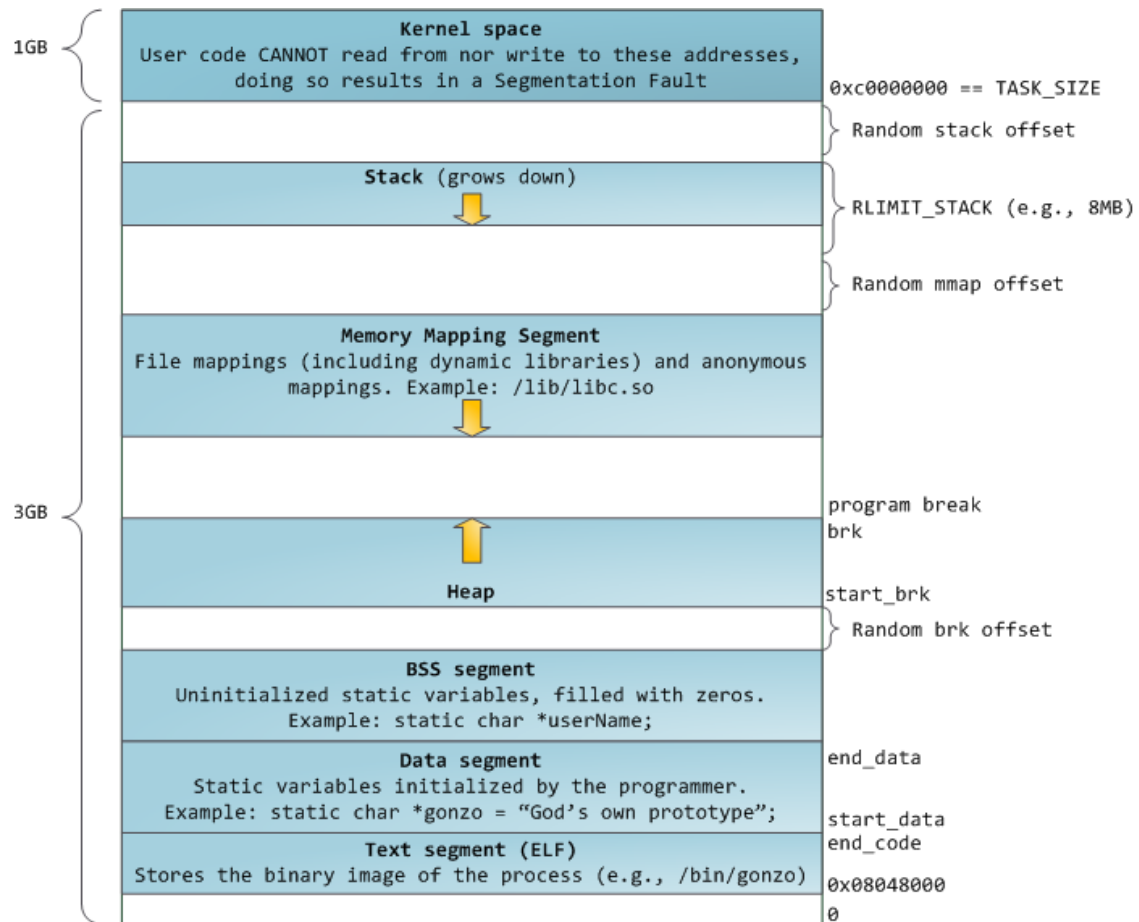 Kernel space
1GB
User code CANNOT read from nor write to these addresses,
doing so results in a Segmentation Fault
0xc0000000 == TASK_SIZE
Random stack offset
Stack (grows down)
RLIMIT_STACK (e.g., 8MB)
Random mmap offset
Memory Mapping Segment
File mappings (including dynamic libraries) and anonymous
mappings. Example: /lib/libc.so
3GB
program break
brk
Heap
start_brk
Random brk offset
BSS segment
Uninitialized static variables, filled with zeros.
Example: static char *userName;
Data segment
end_data
Static variables initialized by the programmer.
Example: static char *gonzo = “God’s own prototype”;
start_data
end_code
Text segment (ELF)
Stores the binary image of the process (e.g., /bin/gonzo)
0x08048000
0